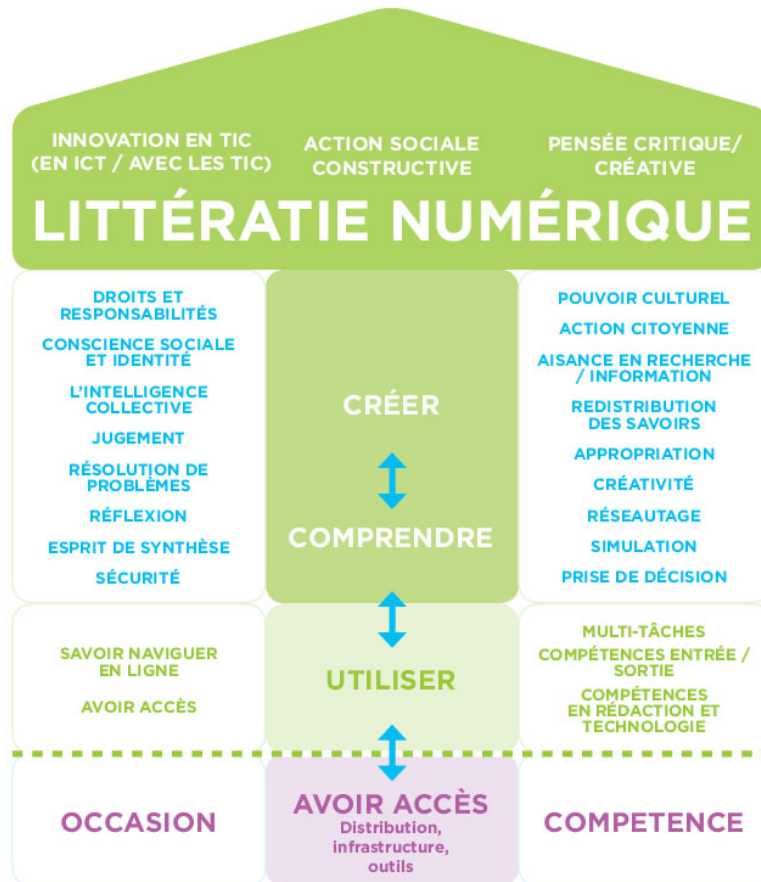 INNOVATION EN TIC
(EN ICT / AVEC LES TIC)
ACTION SOCIALE
CONSTRUCTIVE
PENSÉE CRITIQUE/
CRÉATIVE
LITTÉRATIE NUMÉRIQUE
DROITS ET
RESPONSABILITÉS
CONSCIENCE SOCIALE
ET IDENTITÉ
L'INTELLIGENCE
COLLECTIVE
JUGEMENT
RÉSOLUTION DE
PROBLÈMES
RÉFLEXION
ESPRIT DE SYNTHÈSE
SÉCURITÉ
CRÉER
COMPRENDRE
POUVOIR CULTUREL
ACTION CITOYENNE
AISANCE EN RECHERCHE
/ INFORMATION
REDISTRIBUTION
DES SAVOIRS
APPROPRIATION
CRÉATIVITÉ
RÉSEAUTAGE
SIMULATION
PRISE DE DÉCISION
SAVOIR NAVIGUER
EN LIGNE
AVOIR ACCÈS
UTILISER
MULTI-TÂCHES
COMPÉTENCES ENTRÉE /
SORTIE
COMPÉTENCES
EN RÉDACTION ET
TECHNOLOGIE
OCCASION
AVOIR ACCÈS
Distribution,
infrastructure,
outils
COMPETENCE